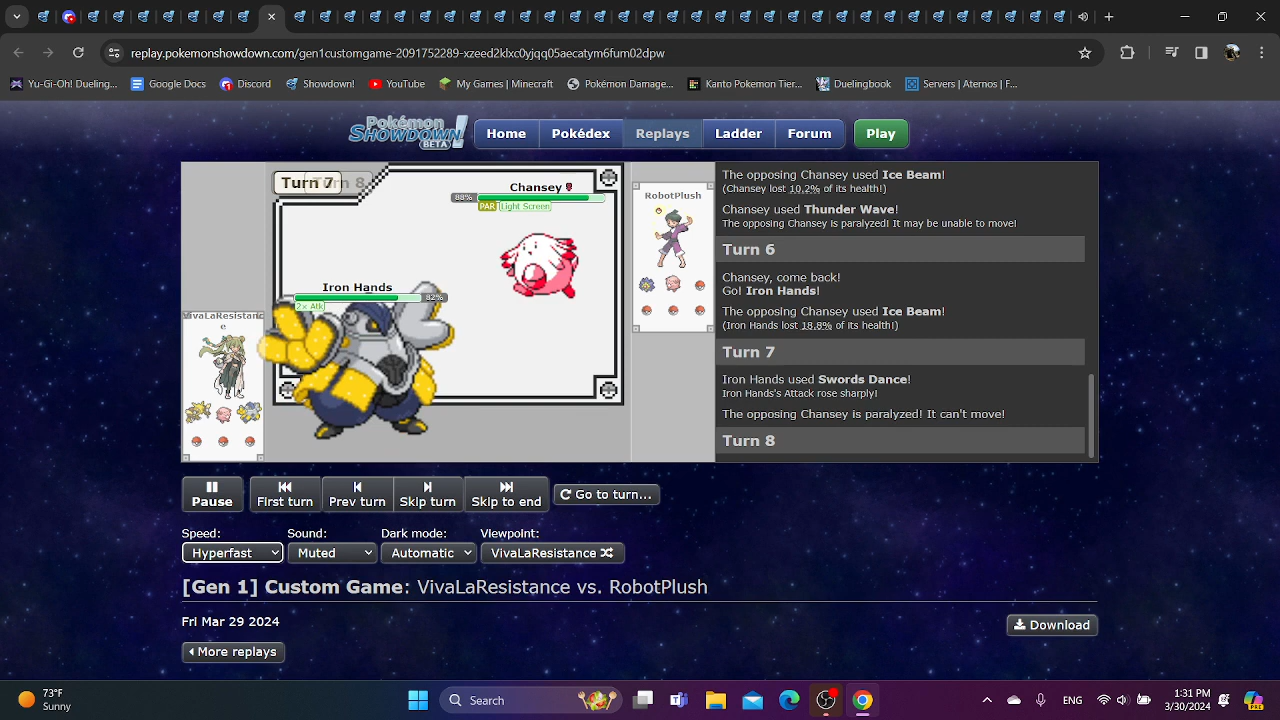 replay.pokemonshowdown.com/gen1customgame-2091752289-xzeed2klxc0yjqq05aecatym6fum02dpw
Yu-Gi-Oh! Dueling...
Google Docs
Discord
Showdown!
YouTube
My Games | Minecraft
Pokémon Damage...
Kanto Pokemon Tier...
Duelingbook
Servers | Aternos | F...
Pokémon
SHOWDOWN!
BETA
Home
Pokédex
Replays
Ladder
Forum
Play
Turn 7
Turn 8
Chansey
88%
PAR Light Screen
Iron Hands
82%
2× Atk
VivaLaResistanc
e
RobotPlush
The opposing Chansey used Ice Beam!
(Chansey lost 10.2% of its health!)
Chansey used Thunder Wave!
The opposing Chansey is paralyzed! It may be unable to move!
Turn 6
Chansey, come back!
Go! Iron Hands!
The opposing Chansey used Ice Beam!
(Iron Hands lost 18.8% of its health!)
Turn 7
Iron Hands used Swords Dance!
Iron Hands's Attack rose sharply!
The opposing Chansey is paralyzed! It can't move!
Turn 8
Pause
First turn
Prev turn
Skip turn
Skip to end
Go to turn...
Speed:
Sound:
Dark mode:
Viewpoint:
Hyperfast
Muted
Automatic
VivaLaResistance
[Gen 1] Custom Game: VivaLaResistance vs. RobotPlush
Fri Mar 29 2024
Download
More replays
73°F
Sunny
Search
ENG
1:31 PM
3/30/2024
PRE